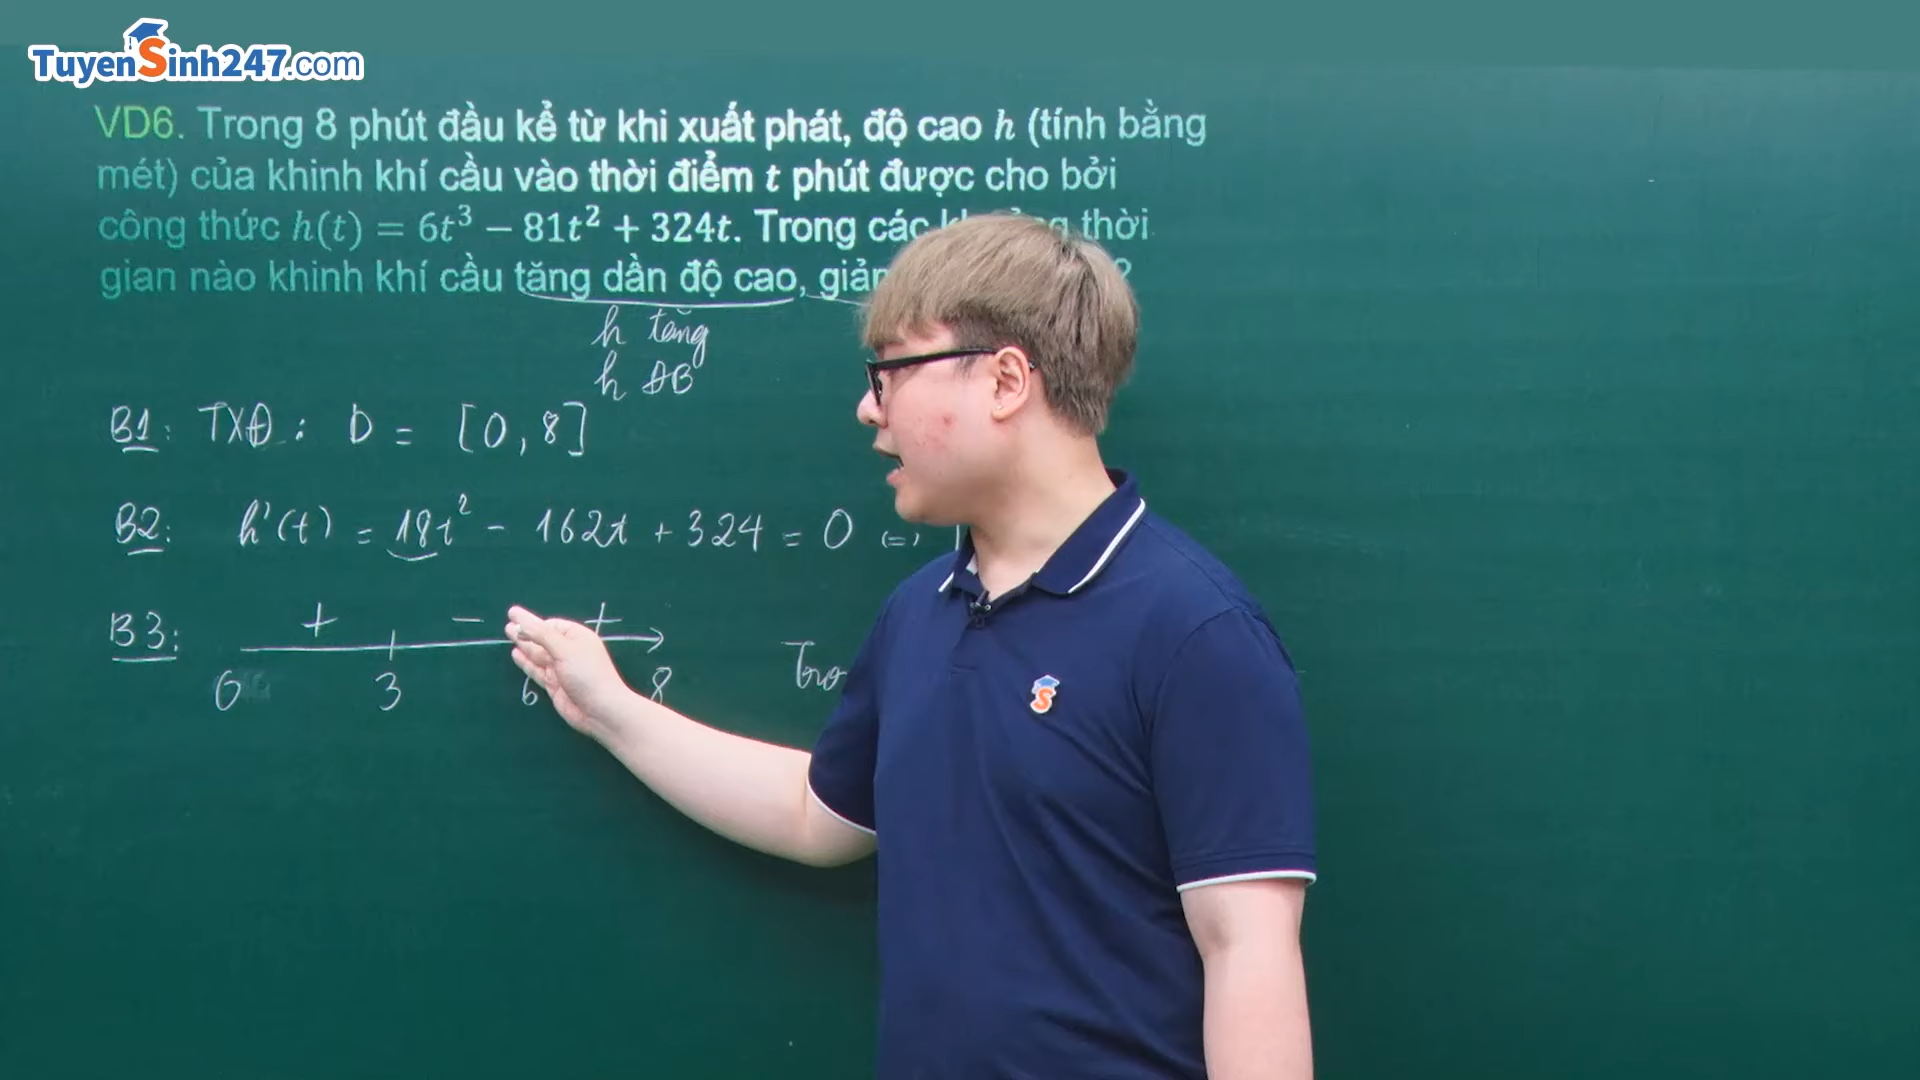 TuyenSinh247.com
VD6. Trong 8 phút đầu kể từ khi xuất phát, độ cao h (tính bằng
mét) của khinh khí cầu vào thời điểm t phút được cho bởi
công thức h(t) = 6t³ − 81t² + 324t. Trong các thời
gian nào khinh khí cầu tăng dần độ cao, ?
h tăng
h ĐB
B1: TXĐ: D = [0, 8]
B2: h'(t) = 18t² - 162t + 324 = 0 <=>
B3: + - +
0 3 6 8